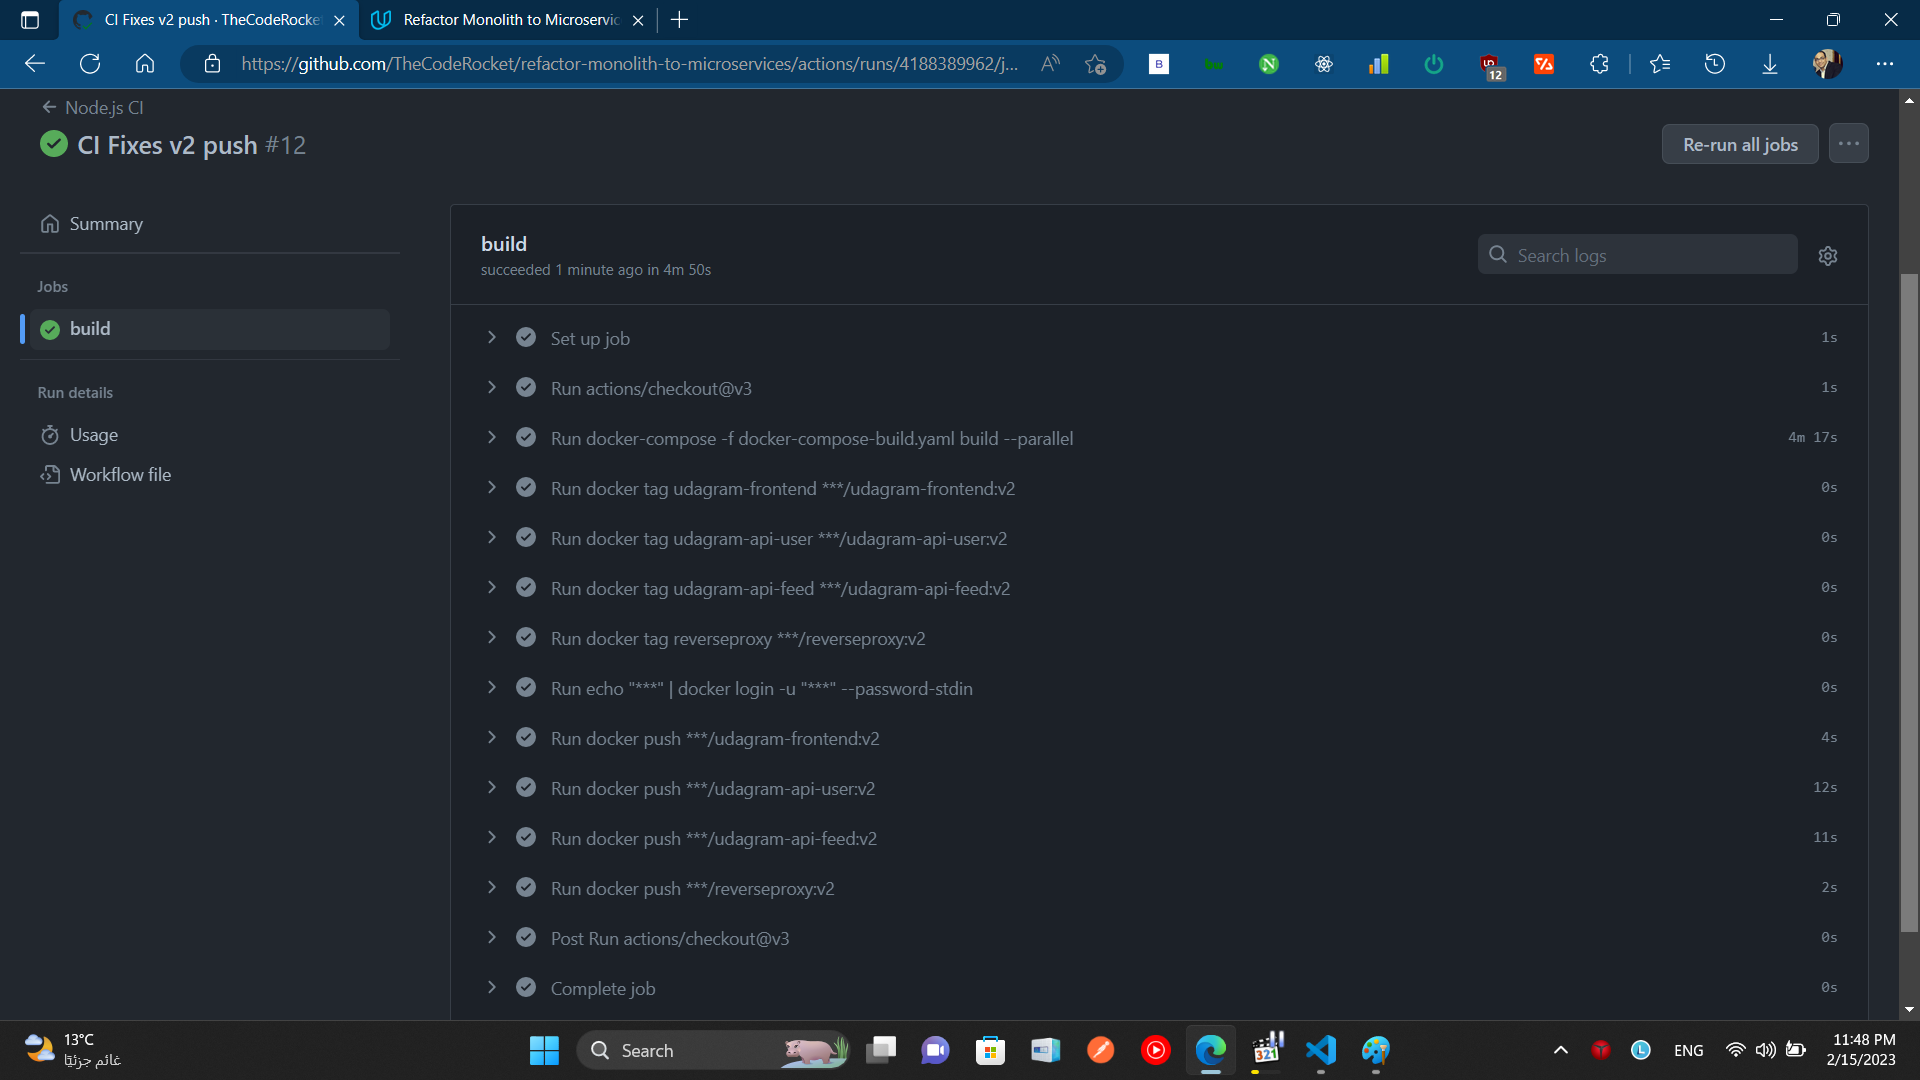 CI Fixes v2 push · TheCodeRocke
Refactor Monolith to Microservic
https://github.com/TheCodeRocket/refactor-monolith-to-microservices/actions/runs/4188389962/j...
12
Node.js CI
CI Fixes v2 push #12
Re-run all jobs
Summary
Jobs
build
Run details
Usage
Workflow file
build
succeeded 1 minute ago in 4m 50s
Search logs
Set up job 1s
Run actions/checkout@v3 1s
Run docker-compose -f docker-compose-build.yaml build --parallel 4m 17s
Run docker tag udagram-frontend ***/udagram-frontend:v2 0s
Run docker tag udagram-api-user ***/udagram-api-user:v2 0s
Run docker tag udagram-api-feed ***/udagram-api-feed:v2 0s
Run docker tag reverseproxy ***/reverseproxy:v2 0s
Run echo "***" | docker login -u "***" --password-stdin 0s
Run docker push ***/udagram-frontend:v2 4s
Run docker push ***/udagram-api-user:v2 12s
Run docker push ***/udagram-api-feed:v2 11s
Run docker push ***/reverseproxy:v2 2s
Post Run actions/checkout@v3 0s
Complete job 0s
13°C
غائم جزئيًا
Search
321
ENG
11:48 PM
2/15/2023